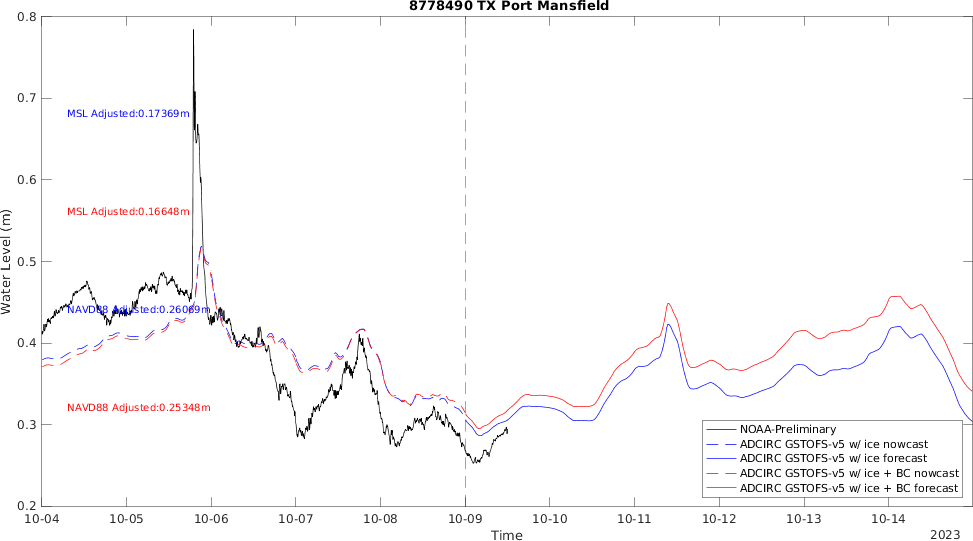 8778490 TX Port Mansfield
0.8
0.7
0.6
0.5
0.4
0.3
0.2
Water Level (m)
MSL Adjusted:0.17369m
MSL Adjusted:0.16648m
NAVD88 Adjusted:0.26069m
NAVD88 Adjusted:0.25348m
NOAA-Preliminary
ADCIRC GSTOFS-v5 w/ ice nowcast
ADCIRC GSTOFS-v5 w/ ice forecast
ADCIRC GSTOFS-v5 w/ ice + BC nowcast
ADCIRC GSTOFS-v5 w/ ice + BC forecast
10-04 10-05 10-06 10-07 10-08 10-09 10-10 10-11 10-12 10-13 10-14
Time
2023